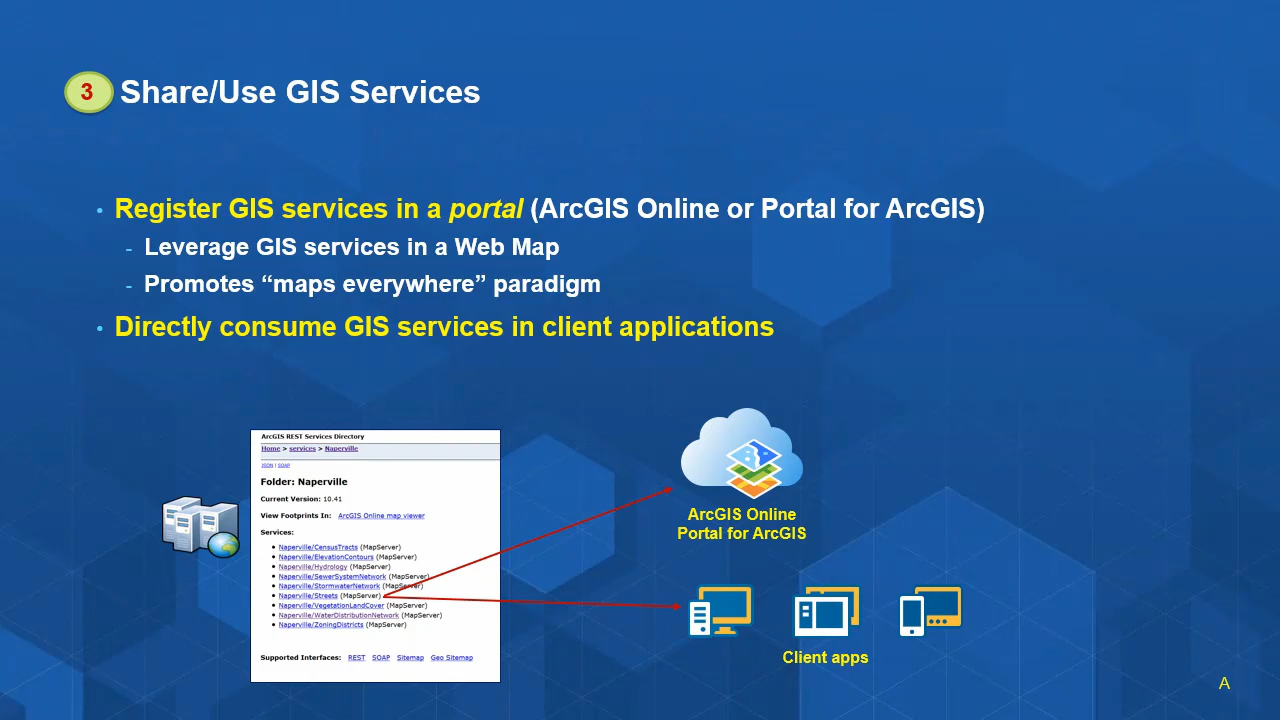 3 Share/Use GIS Services
• Register GIS services in a portal (ArcGIS Online or Portal for ArcGIS)
- Leverage GIS services in a Web Map
- Promotes “maps everywhere” paradigm
• Directly consume GIS services in client applications
ArcGIS REST Services Directory
Home > services > Naperville
JSON | SOAP
Folder: Naperville
Current Version: 10.41
View Footprints In: ArcGIS Online map viewer
Services:
• Naperville/CensusTracts (MapServer)
• Naperville/ElevationContours (MapServer)
• Naperville/Hydrology (MapServer)
• Naperville/SewerSystemNetwork (MapServer)
• Naperville/StormwaterNetwork (MapServer)
• Naperville/Streets (MapServer)
• Naperville/VegetationLandCover (MapServer)
• Naperville/WaterDistributionNetwork (MapServer)
• Naperville/ZoningDistricts (MapServer)
Supported Interfaces: REST SOAP Sitemap Geo Sitemap
ArcGIS Online
Portal for ArcGIS
Client apps
A